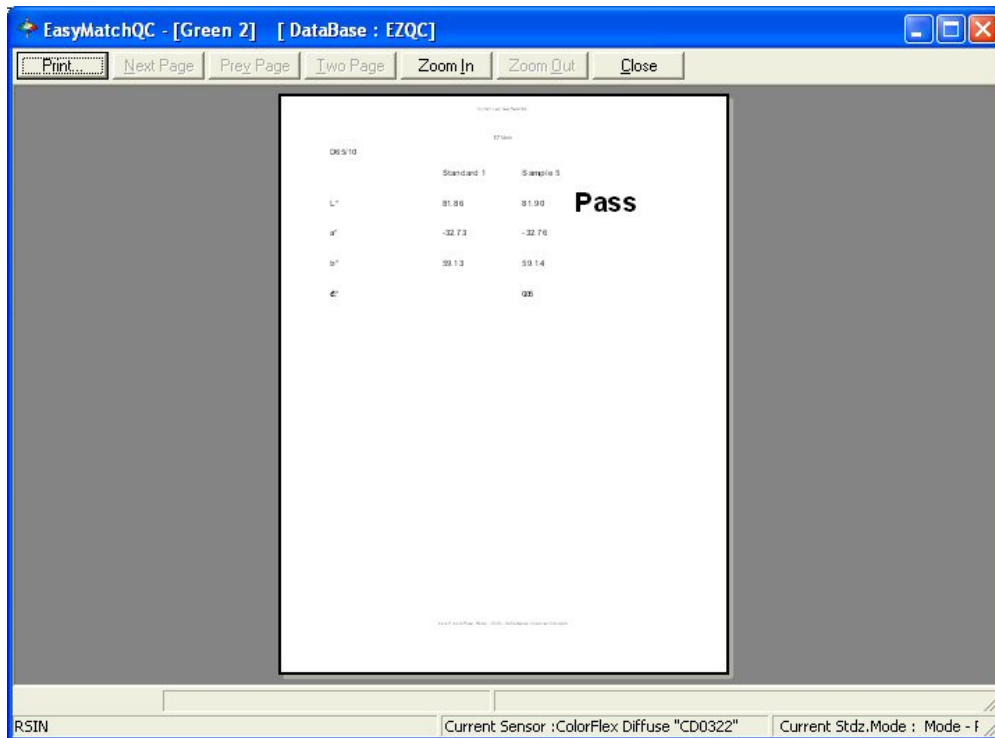 EasyMatchQC - [Green 2] [ DataBase : EZQC]
Print... Next Page Prev Page Two Page Zoom In Zoom Out Close
D65/10
Standard 1 Sample 5
L* 81.86 81.90 Pass
a* -32.73 -32.76
b* 59.13 59.14
RSIN Current Sensor :ColorFlex Diffuse "CD0322" Current Stdz.Mode : Mode -